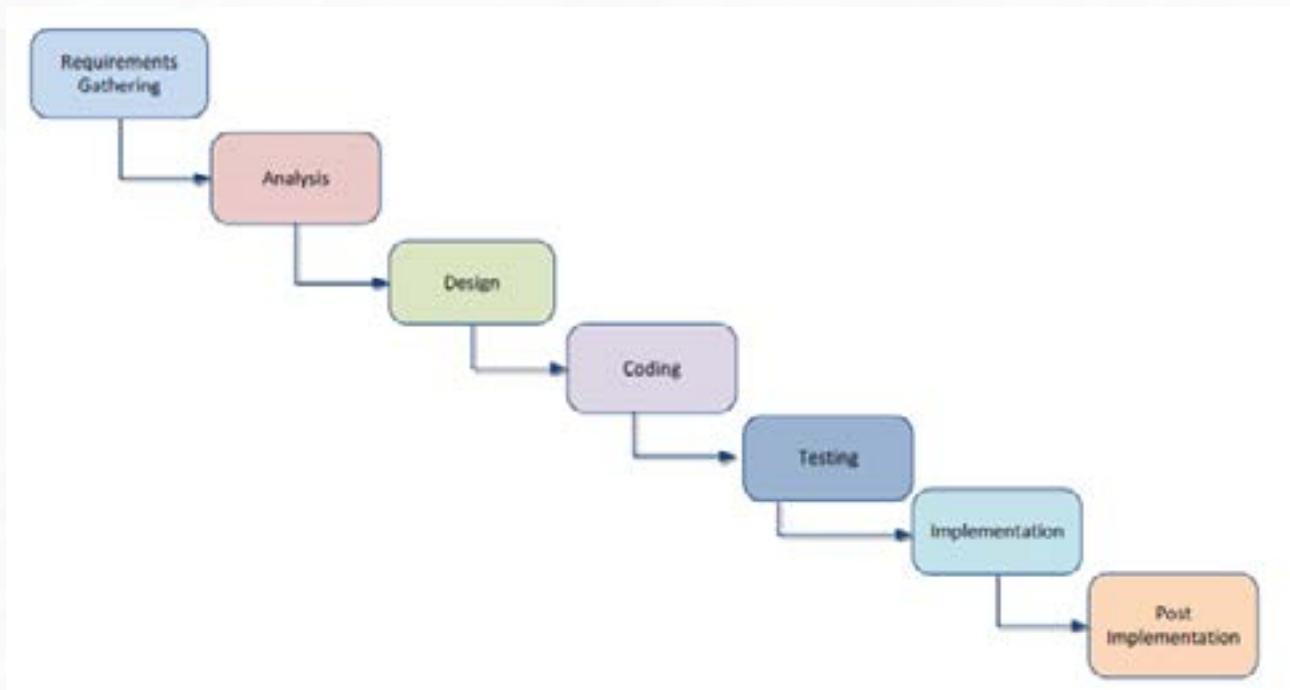 Requirements
Gathering
Analysis
Design
Coding
Testing
Implementation
Post
Implementation